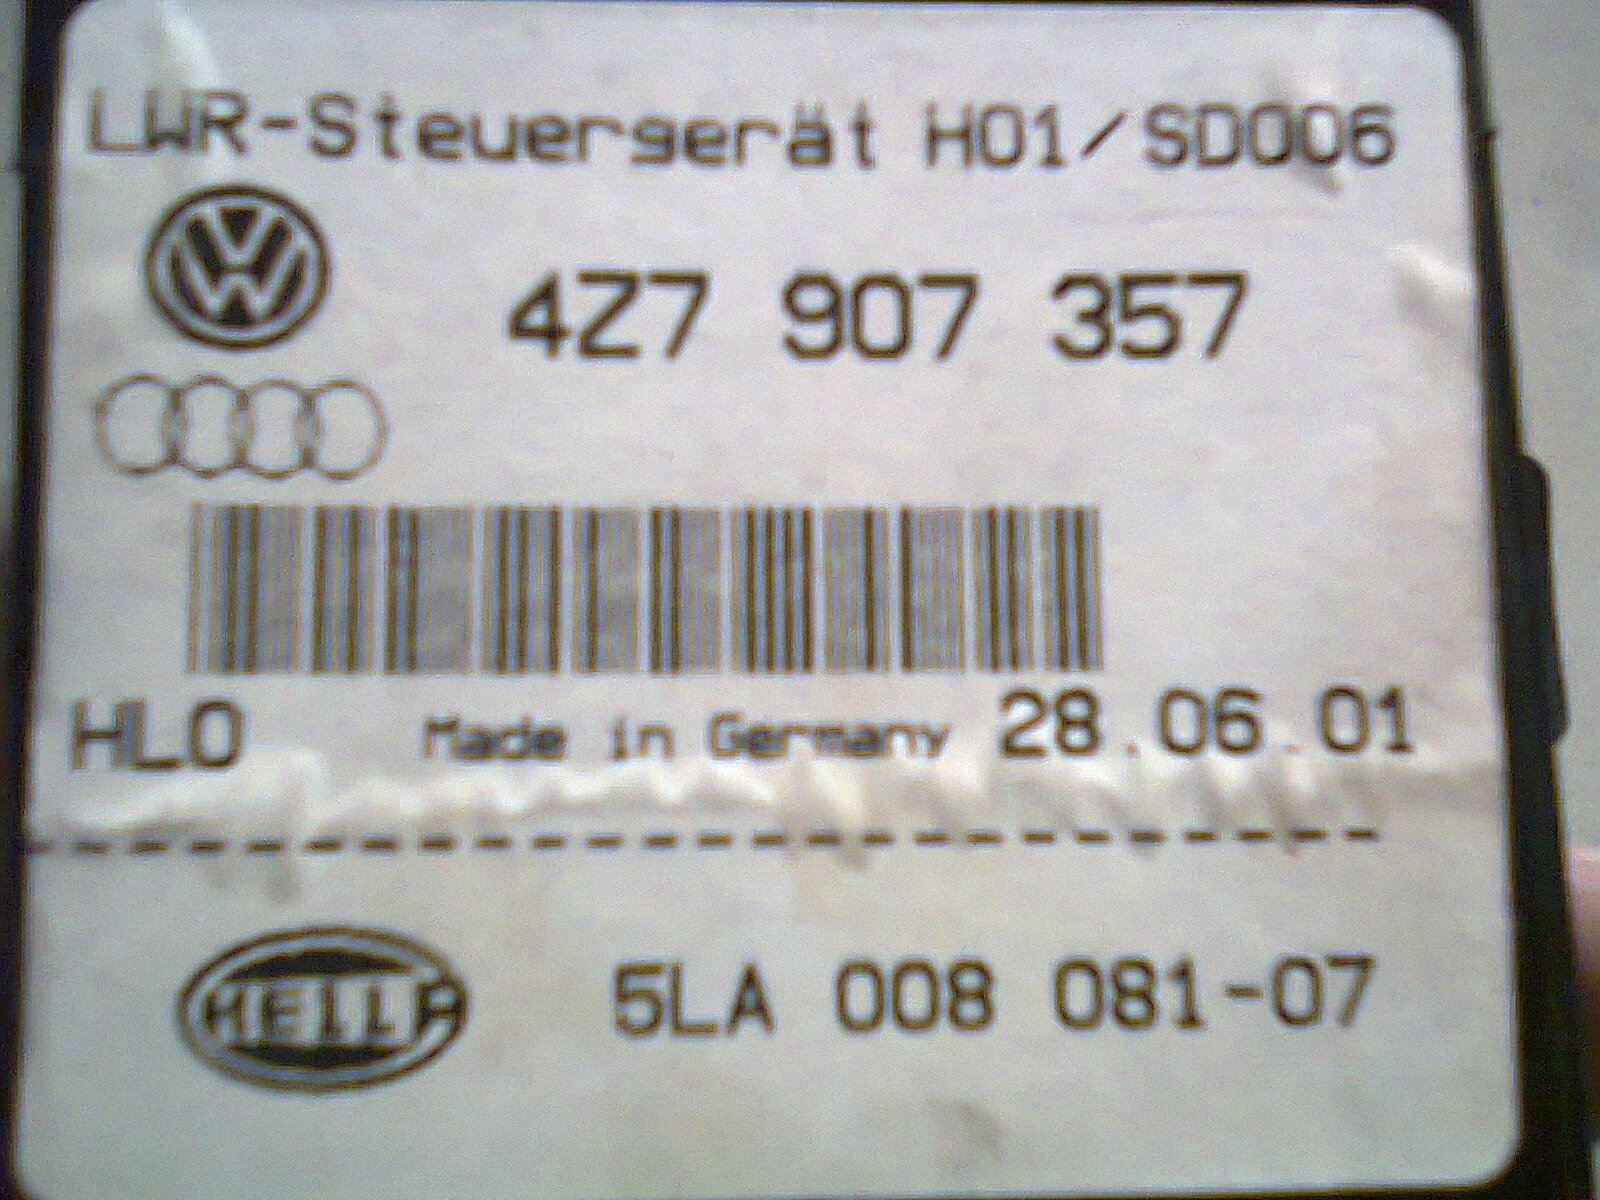 LWR-Steuergerät H01/SD006
4Z7 907 357
HLO Made in Germany 28.06.01
HELLA 5LA 008 081-07